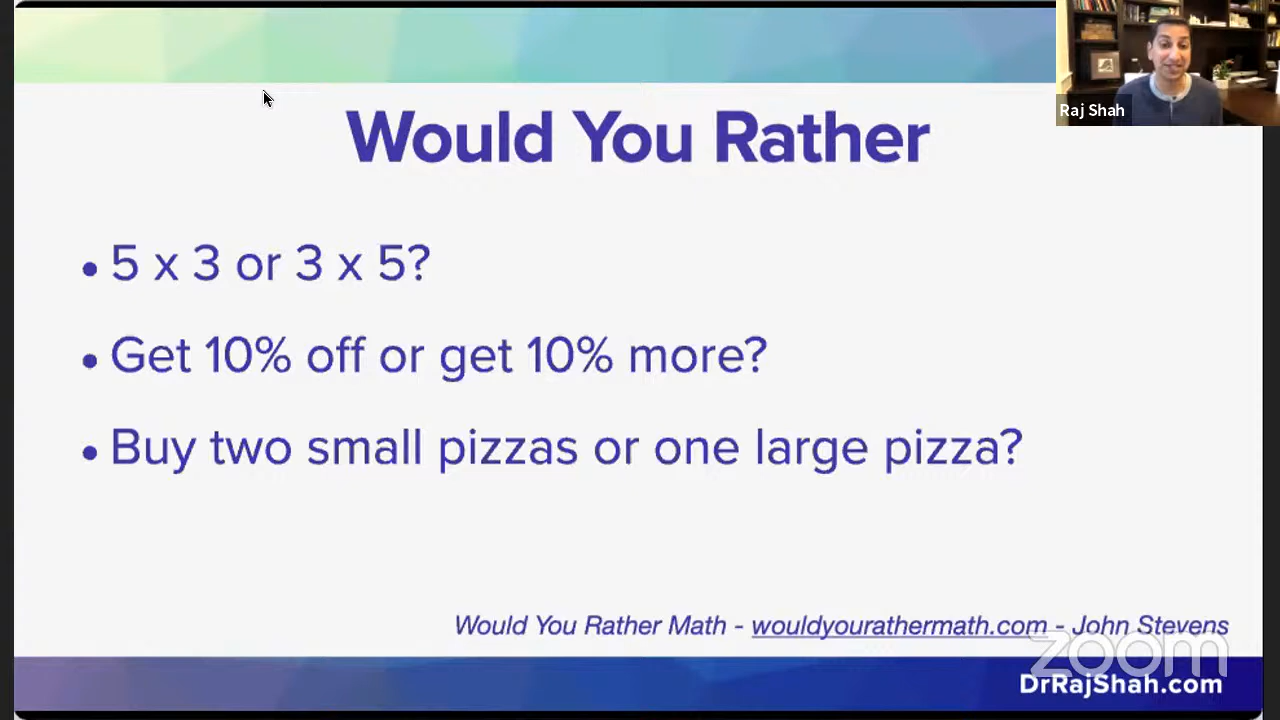 Raj Shah
Would You Rather
• 5 x 3 or 3 x 5?
• Get 10% off or get 10% more?
• Buy two small pizzas or one large pizza?
Would You Rather Math - wouldyourathermath.com - John Stevens
zoom
DrRajShah.com